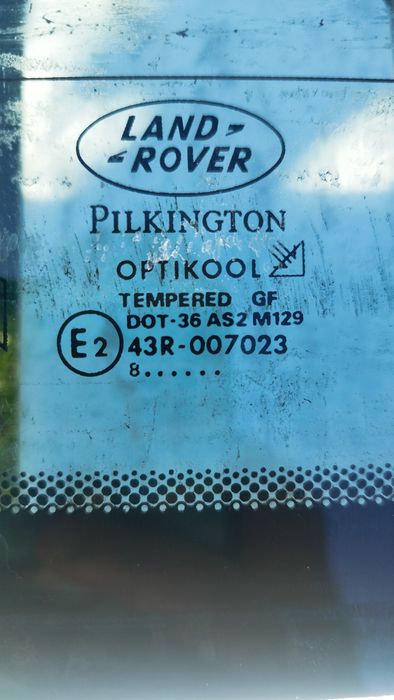 LAND
ROVER
PILKINGTON
OPTIKOOL
TEMPERED GF
DOT-36 AS2 M129
E2 43R-007023
8......